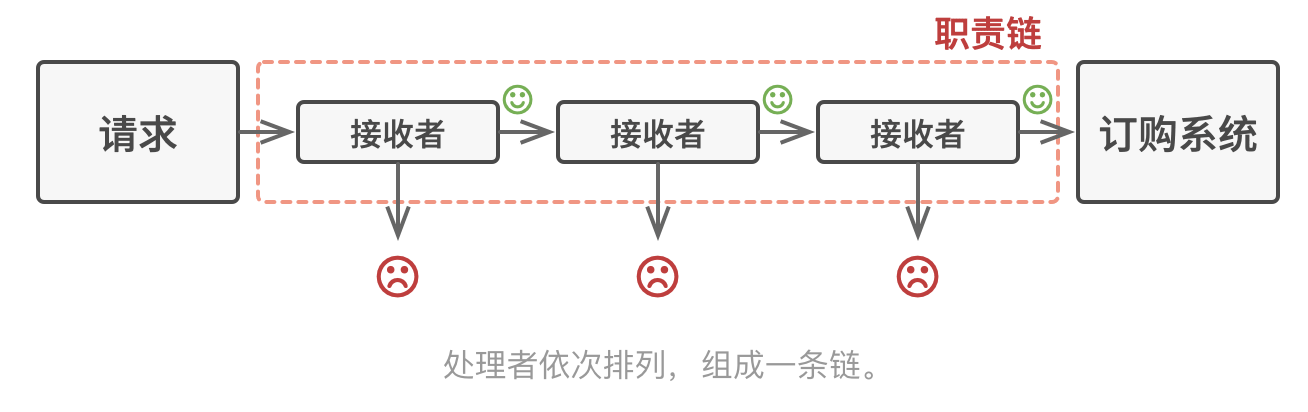 职责链
请求
接收者
接收者
接收者
订购系统
处理者依次排列，组成一条链。